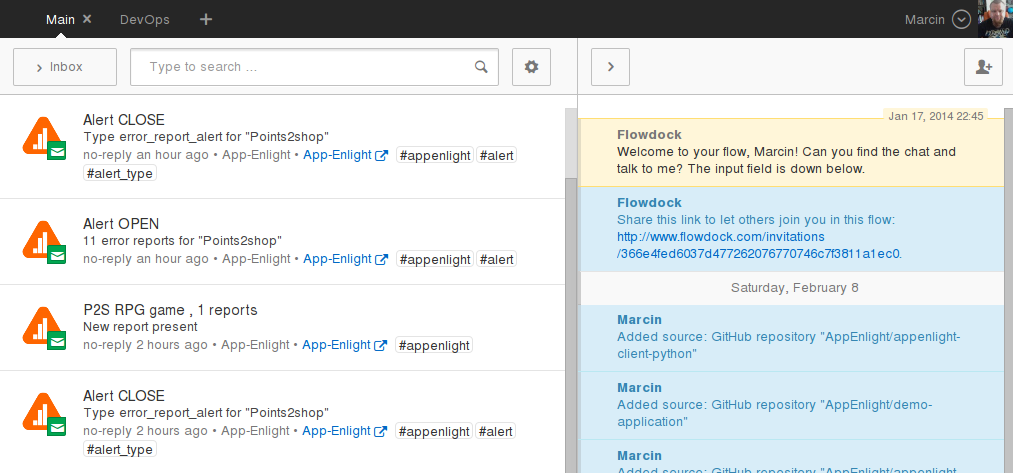 Main ×
DevOps
+
Marcin
Inbox
Type to search ...
Alert CLOSE
Type error_report_alert for "Points2shop"
no-reply an hour ago • App-Enlight • App-Enlight #appenlight #alert
#alert_type
Alert OPEN
11 error reports for "Points2shop"
no-reply an hour ago • App-Enlight • App-Enlight #appenlight #alert
P2S RPG game , 1 reports
New report present
no-reply 2 hours ago • App-Enlight • App-Enlight #appenlight
Alert CLOSE
Type error_report_alert for "Points2shop"
no-reply 2 hours ago • App-Enlight • App-Enlight #appenlight #alert
#alert_type
Jan 17, 2014 22:45
Flowdock
Welcome to your flow, Marcin! Can you find the chat and
talk to me? The input field is down below.
Flowdock
Share this link to let others join you in this flow:
http://www.flowdock.com/invitations
/366e4fed6037d477262076770746c7f3811a1ec0.
Saturday, February 8
Marcin
Added source: GitHub repository "AppEnlight/appenlight-
client-python"
Marcin
Added source: GitHub repository "AppEnlight/demo-
application"
Marcin
Added source: GitHub repository "AppEnlight/appenlight-